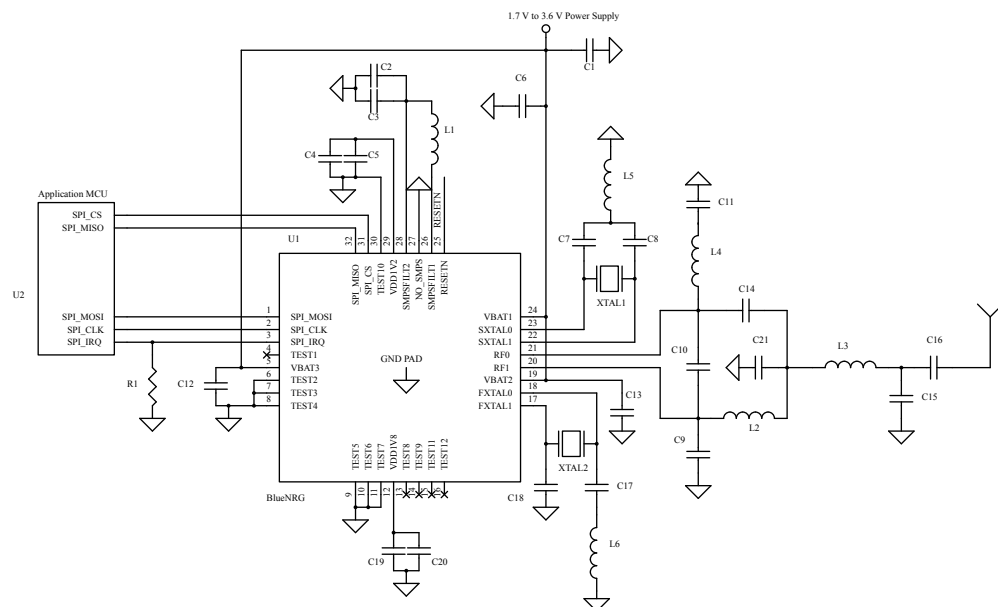 1.7 V to 3.6 V Power Supply
C1
C2
C6
C3
L1
C4
C5
L5
Application MCU
RESETN
C11
SPI_CS
C7
C8
SPI_MISO
U1
32
31
30
29
28
27
26
25
L4
SPI_MISO
SPI_CS
TEST10
VDD1V2
SMPSFILT2
NO_SMPS
SMPSFILT1
RESETN
XTAL1
C14
U2
SPI_MOSI
1
SPI_MOSI
VBAT1
24
SPI_CLK
2
SPI_CLK
SXTAL0
23
SPI_IRQ
3
SPI_IRQ
SXTAL1
22
4
TEST1
RF0
21
C10
C21
L3
C16
5
VBAT3
GND PAD
RF1
20
R1
C12
6
TEST2
VBAT2
19
7
TEST3
FXTAL0
18
8
TEST4
FXTAL1
17
C13
C15
L2
C9
TEST5
TEST6
TEST7
VDD1V8
TEST8
TEST9
TEST11
TEST12
XTAL2
9
10
11
12
13
14
15
16
BlueNRG
C18
C17
C19
C20
L6